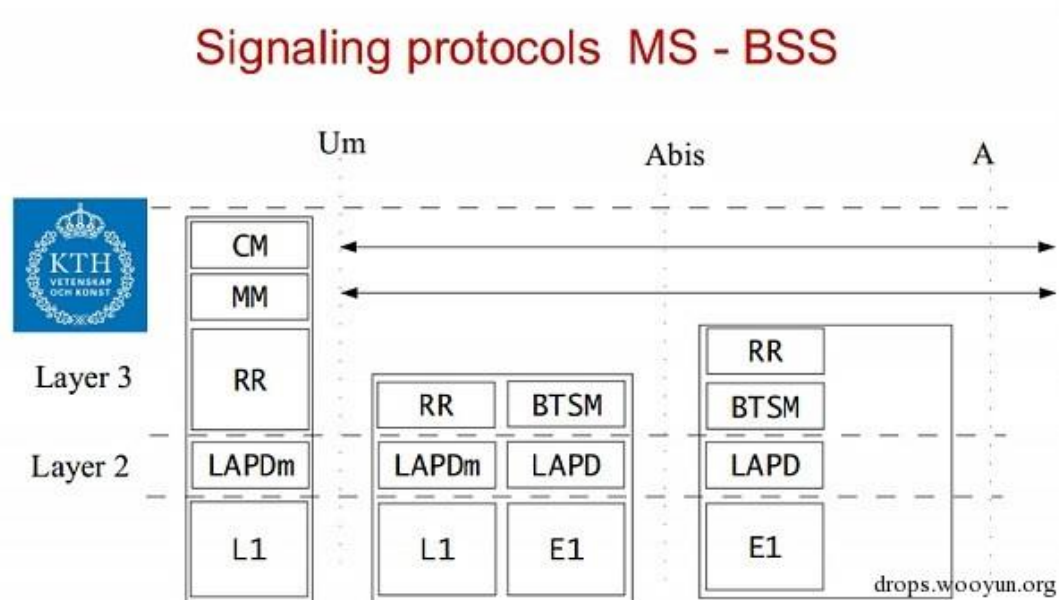 Signaling protocols MS - BSS
Um
Abis
A
KTH
VETENSKAP
OCH KONST
CM
MM
Layer 3
RR
RR
BTSM
RR
BTSM
Layer 2
LAPDm
LAPDm
LAPD
LAPD
L1
L1
E1
E1
drops.wooyun.org